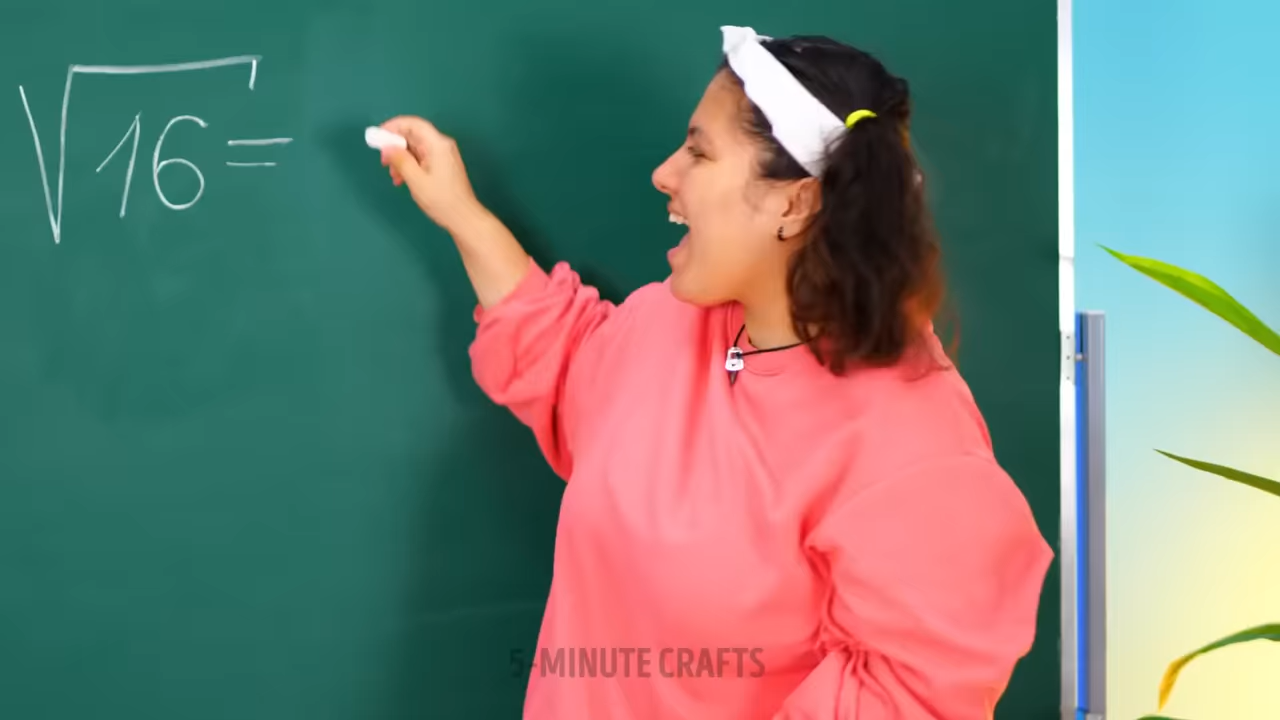 √16 =
5-MINUTE CRAFTS